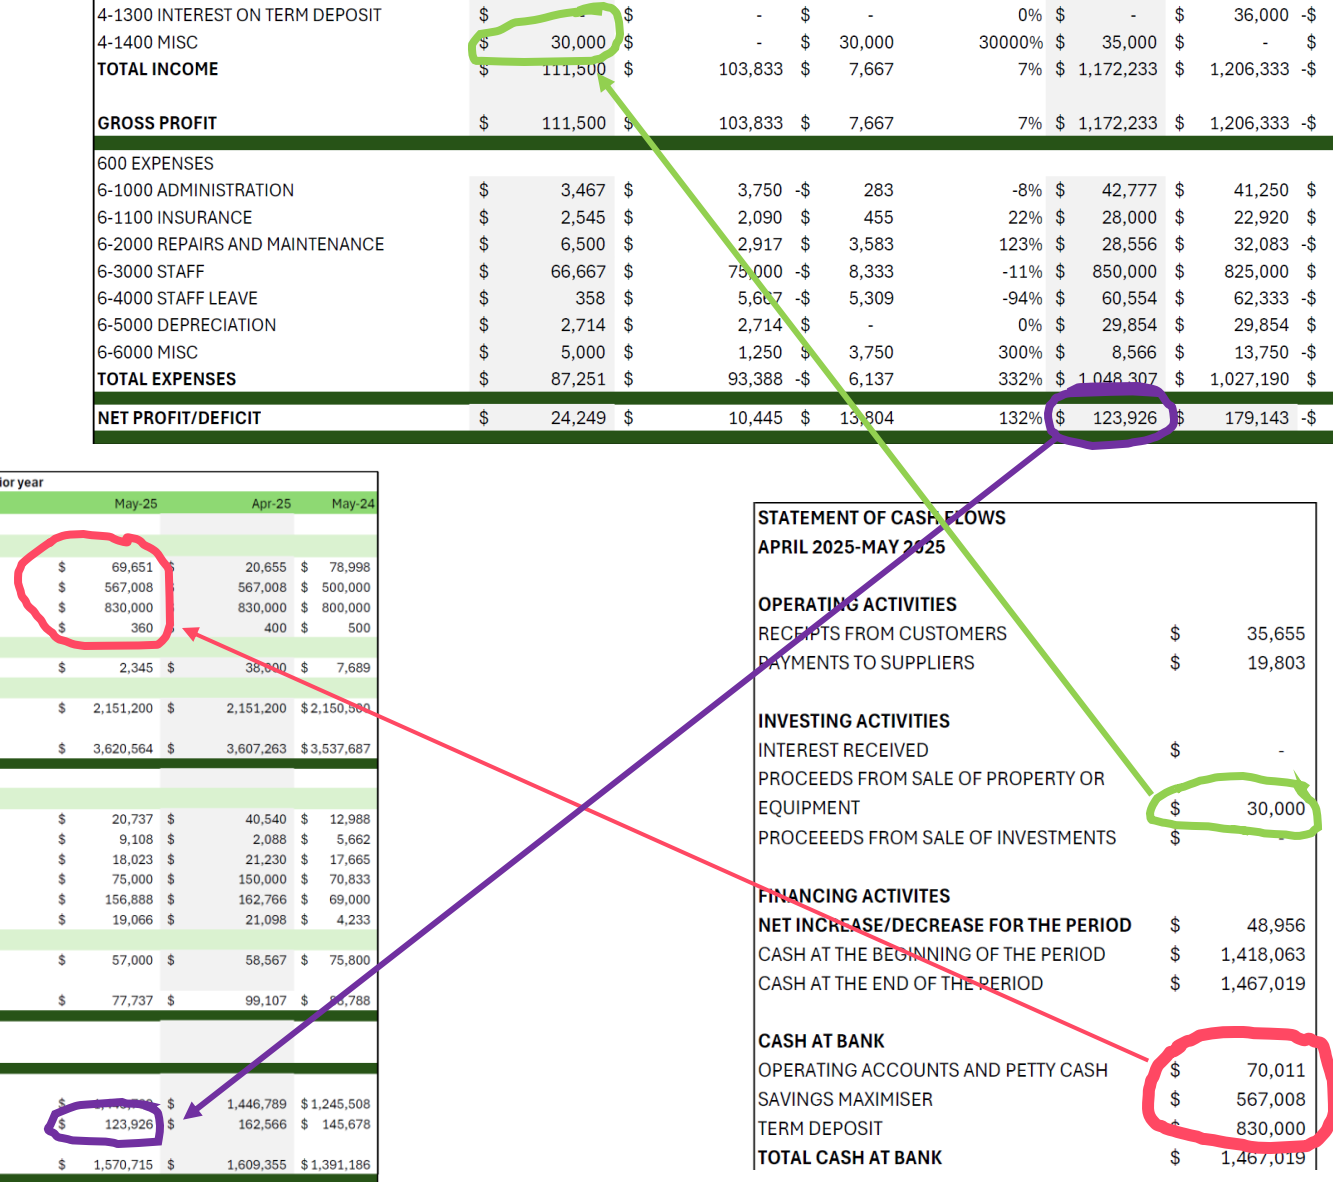 4-1300 INTEREST ON TERM DEPOSIT $ - $ - $ - 0% $ - $ 36,000 -$
4-1400 MISC $ 30,000 $ - $ 30,000 30000% $ 35,000 $ - $
TOTAL INCOME $ 111,500 $ 103,833 $ 7,667 7% $ 1,172,233 $ 1,206,333 -$
GROSS PROFIT $ 111,500 $ 103,833 $ 7,667 7% $ 1,172,233 $ 1,206,333 -$
600 EXPENSES
6-1000 ADMINISTRATION $ 3,467 $ 3,750 -$ 283 -8% $ 42,777 $ 41,250 $
6-1100 INSURANCE $ 2,545 $ 2,090 $ 455 22% $ 28,000 $ 22,920 $
6-2000 REPAIRS AND MAINTENANCE $ 6,500 $ 2,917 $ 3,583 123% $ 28,556 $ 32,083 -$
6-3000 STAFF $ 66,667 $ 75,000 -$ 8,333 -11% $ 850,000 $ 825,000 $
6-4000 STAFF LEAVE $ 358 $ 5,667 -$ 5,309 -94% $ 60,554 $ 62,333 -$
6-5000 DEPRECIATION $ 2,714 $ 2,714 $ - 0% $ 29,854 $ 29,854 $
6-6000 MISC $ 5,000 $ 1,250 $ 3,750 300% $ 8,566 $ 13,750 -$
TOTAL EXPENSES $ 87,251 $ 93,388 -$ 6,137 332% $ 1,048,307 $ 1,027,190 $
NET PROFIT/DEFICIT $ 24,249 $ 10,445 $ 13,804 132% $ 123,926 $ 179,143 -$
ior year
May-25 Apr-25 May-24
$ 69,651 $ 20,655 $ 78,998
$ 567,008 $ 567,008 $ 500,000
$ 830,000 $ 830,000 $ 800,000
$ 360 $ 400 $ 500
$ 2,345 $ 38,000 $ 7,689
$ 2,151,200 $ 2,151,200 $ 2,150,500
$ 3,620,564 $ 3,607,263 $ 3,537,687
$ 20,737 $ 40,540 $ 12,988
$ 9,108 $ 2,088 $ 5,662
$ 18,023 $ 21,230 $ 17,665
$ 75,000 $ 150,000 $ 70,833
$ 156,888 $ 162,766 $ 69,000
$ 19,066 $ 21,098 $ 4,233
$ 57,000 $ 58,567 $ 75,800
$ 77,737 $ 99,107 $
$ $ 1,446,789 $ 1,245,508
$ 123,926 $ 162,566 $ 145,678
$ 1,570,715 $ 1,609,355 $ 1,391,186
STATEMENT OF CASH FLOWS
APRIL 2025-MAY 2025
OPERATING ACTIVITIES
RECEIPTS FROM CUSTOMERS $ 35,655
PAYMENTS TO SUPPLIERS $ 19,803
INVESTING ACTIVITIES
INTEREST RECEIVED $ -
PROCEEDS FROM SALE OF PROPERTY OR
EQUIPMENT $ 30,000
PROCEEEDS FROM SALE OF INVESTMENTS $ -
FINANCING ACTIVITES
NET INCREASE/DECREASE FOR THE PERIOD $ 48,956
CASH AT THE BEGINNING OF THE PERIOD $ 1,418,063
CASH AT THE END OF THE PERIOD $ 1,467,019
CASH AT BANK
OPERATING ACCOUNTS AND PETTY CASH $ 70,011
SAVINGS MAXIMISER $ 567,008
TERM DEPOSIT $ 830,000
TOTAL CASH AT BANK $ 1,467,019